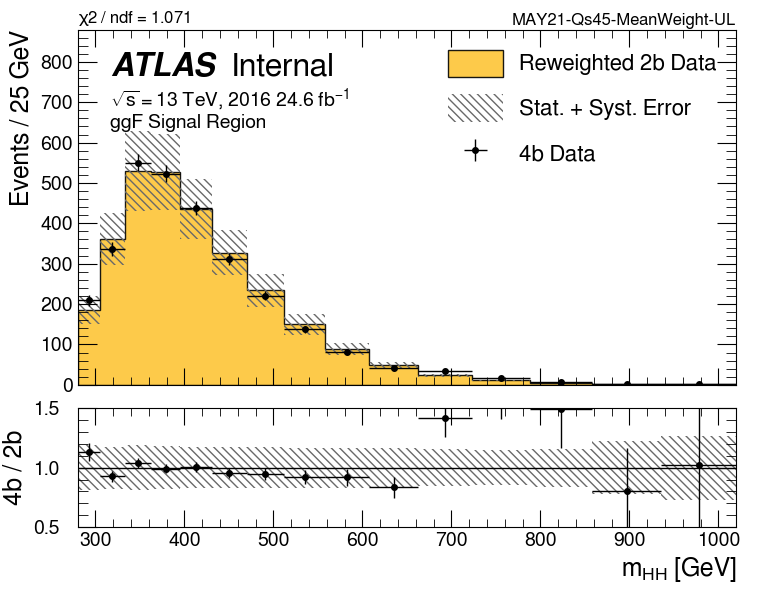 χ2 / ndf = 1.071
MAY21-Qs45-MeanWeight-UL
Events / 25 GeV
800
700
600
500
400
300
200
100
0
ATLAS Internal
√s = 13 TeV, 2016 24.6 fb⁻¹
ggF Signal Region
Reweighted 2b Data
Stat. + Syst. Error
4b Data
4b / 2b
1.5
1.0
0.5
300 400 500 600 700 800 900 1000
m_HH [GeV]